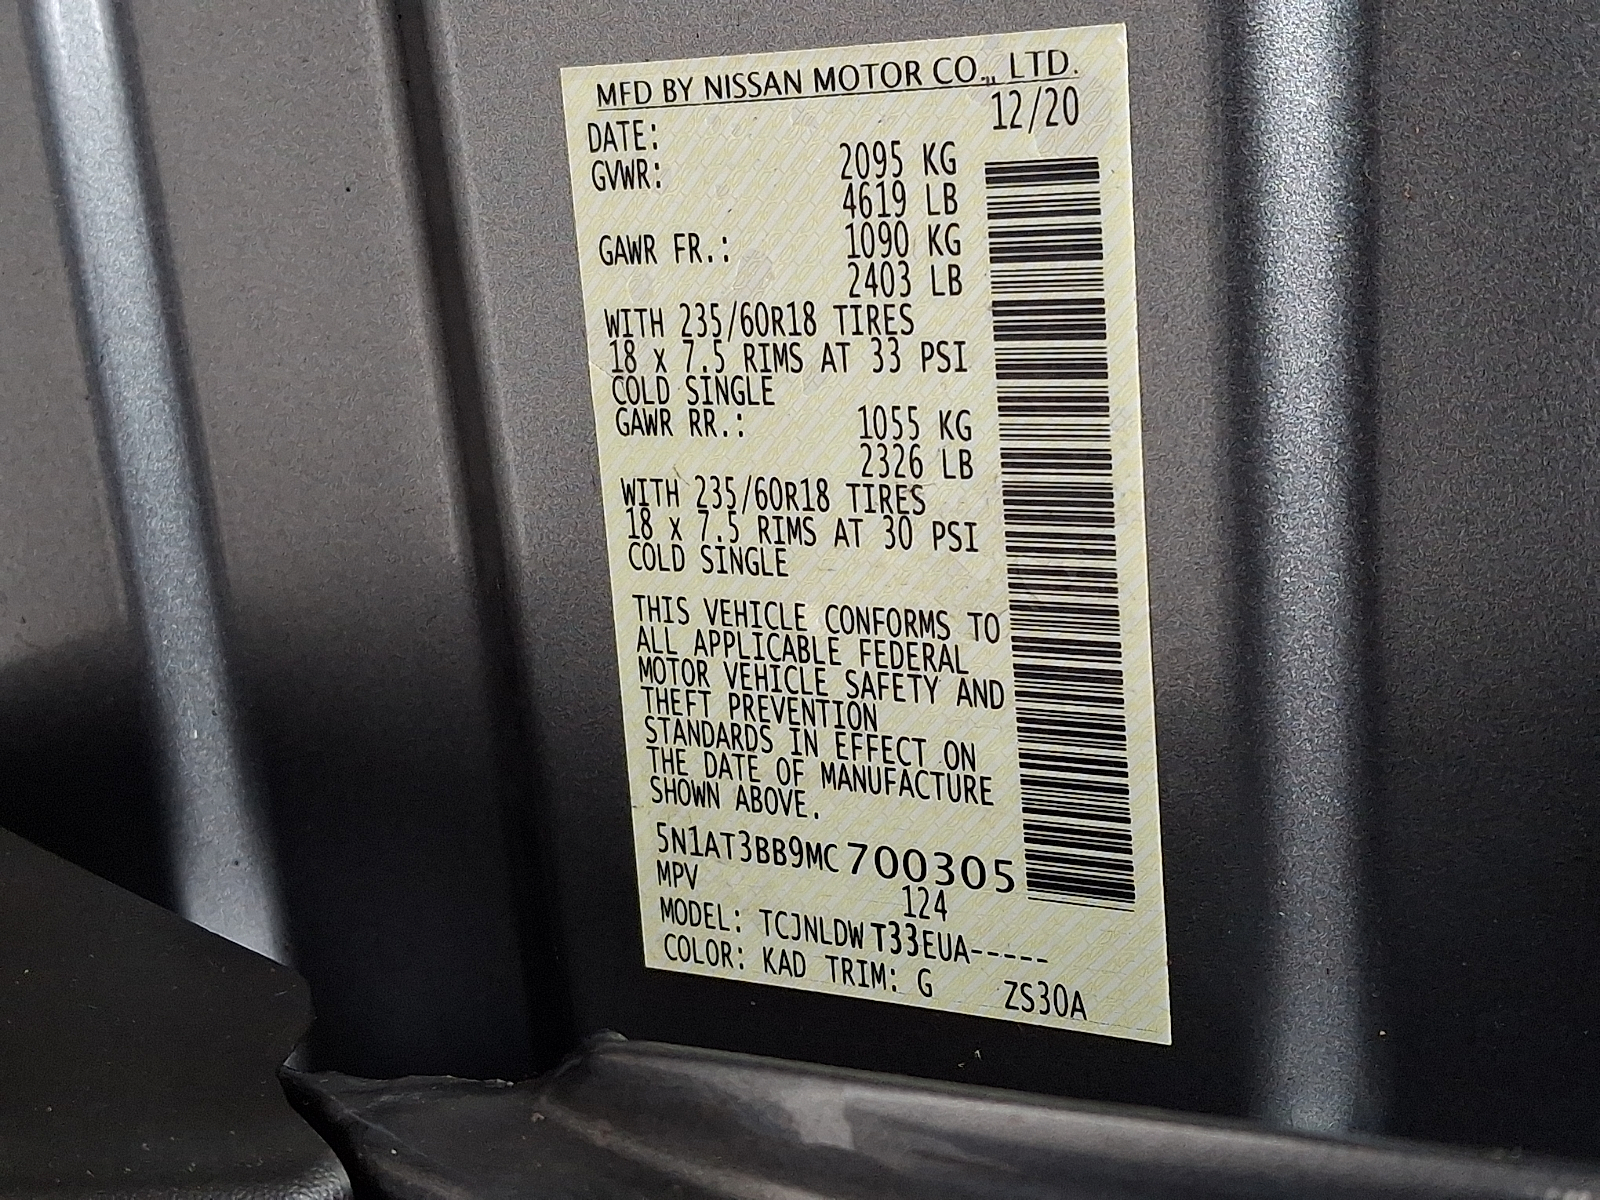 MFD BY NISSAN MOTOR CO., LTD.
DATE: 12/20
GVWR: 2095 KG
4619 LB
GAWR FR.: 1090 KG
2403 LB
WITH 235/60R18 TIRES
18 x 7.5 RIMS AT 33 PSI
COLD SINGLE
GAWR RR.: 1055 KG
2326 LB
WITH 235/60R18 TIRES
18 x 7.5 RIMS AT 30 PSI
COLD SINGLE
THIS VEHICLE CONFORMS TO
ALL APPLICABLE FEDERAL
MOTOR VEHICLE SAFETY AND
THEFT PREVENTION
STANDARDS IN EFFECT ON
THE DATE OF MANUFACTURE
SHOWN ABOVE.
5N1AT3BB9MC700305
MPV 124
MODEL: TCJNLDWT33EUA-----
COLOR: KAD TRIM: G ZS30A